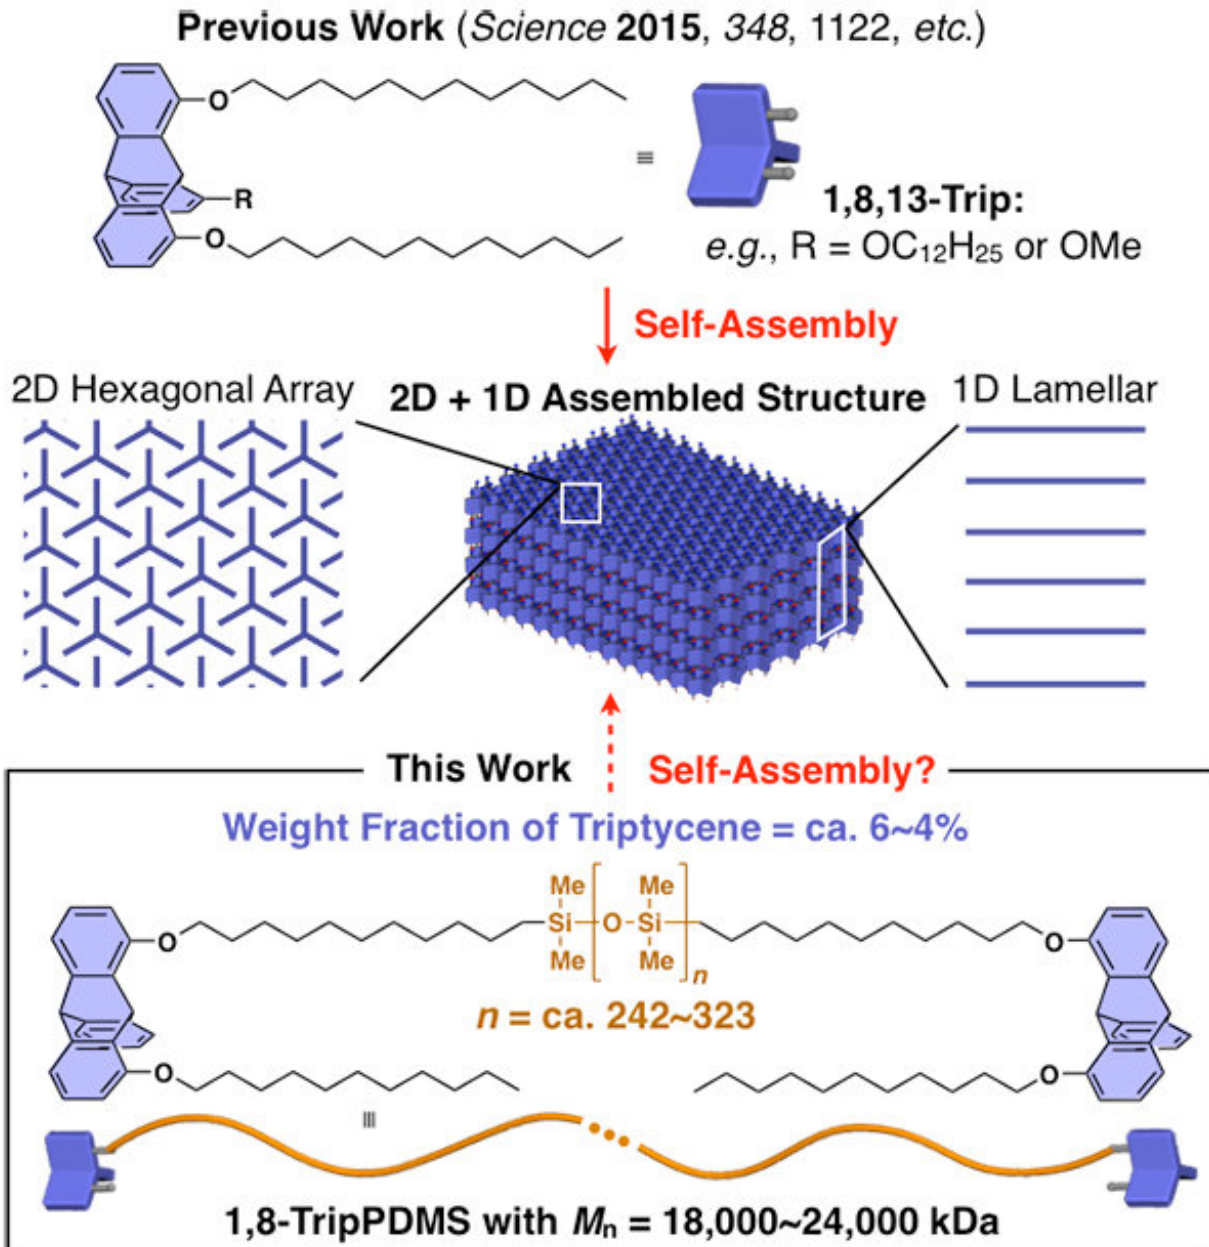 Previous Work (Science 2015, 348, 1122, etc.)
O
R
O
≡
1,8,13-Trip:
e.g., R = OC₁₂H₂₅ or OMe
Self-Assembly
2D Hexagonal Array
2D + 1D Assembled Structure
1D Lamellar
This Work
Self-Assembly?
Weight Fraction of Triptycene = ca. 6~4%
Me Me
O Si O Si O
Me Me n
n = ca. 242~323
O O
≡
1,8-TripPDMS with Mₙ = 18,000~24,000 kDa